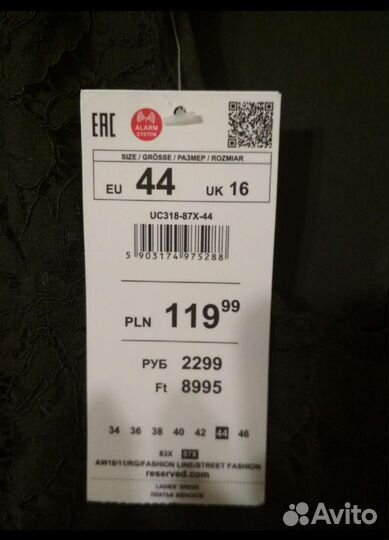 EAC
ALARM
SYSTEM
SIZE / GRÖSSE / РАЗМЕР / ROZMIAR
EU 44 UK 16
UC318-87X-44
5 903174 975288
PLN 119 99
РУБ 2299
Ft 8995
34 36 38 40 42 44 46
83X 87X
AW18/11/RG/FASHION LINE/STREET FASHION
reserved.com
LADIES' DRESS
ПЛАТЬЕ ЖЕНСКОЕ
Avito